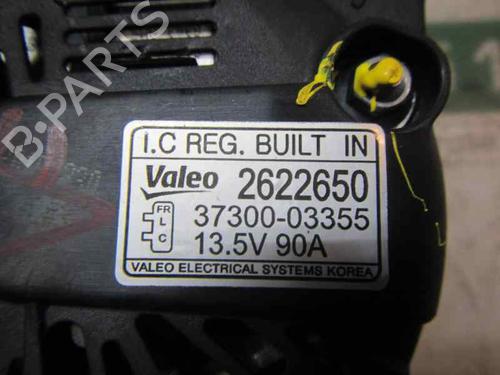 B-PARTS
I.C REG. BUILT IN
Valeo 2622650
FR
L
C
37300-03355
13.5V 90A
VALEO ELECTRICAL SYSTEMS KOREA